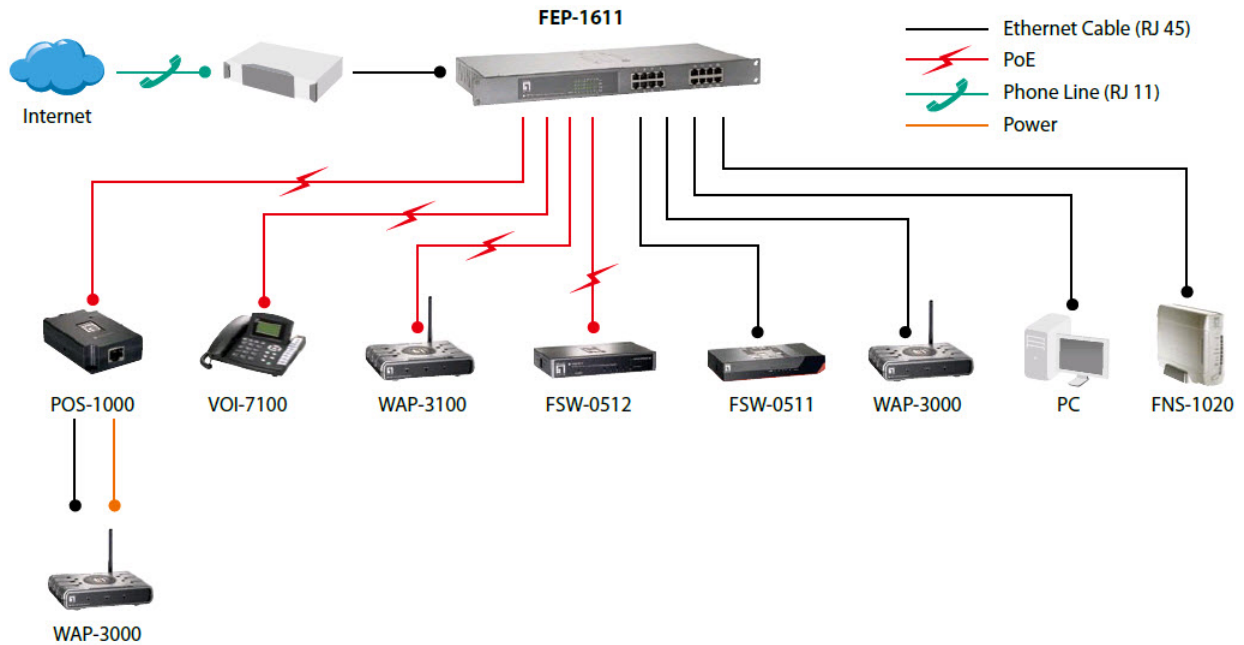 FEP-1611
Ethernet Cable (RJ 45)
PoE
Phone Line (RJ 11)
Power
Internet
POS-1000
VOI-7100
WAP-3100
FSW-0512
FSW-0511
WAP-3000
PC
FNS-1020
WAP-3000